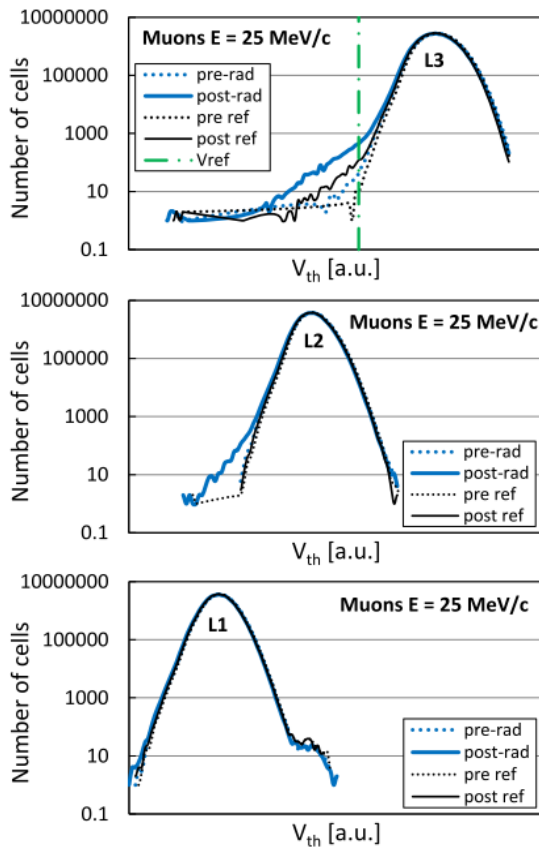 Muons E = 25 MeV/c
L3
pre-rad
post-rad
pre ref
post ref
Vref
10000000
100000
1000
10
0.1
Number of cells
Vth [a.u.]
Muons E = 25 MeV/c
L2
pre-rad
post-rad
pre ref
post ref
10000000
100000
1000
10
0.1
Number of cells
Vth [a.u.]
Muons E = 25 MeV/c
L1
pre-rad
post-rad
pre ref
post ref
10000000
100000
1000
10
0.1
Number of cells
Vth [a.u.]